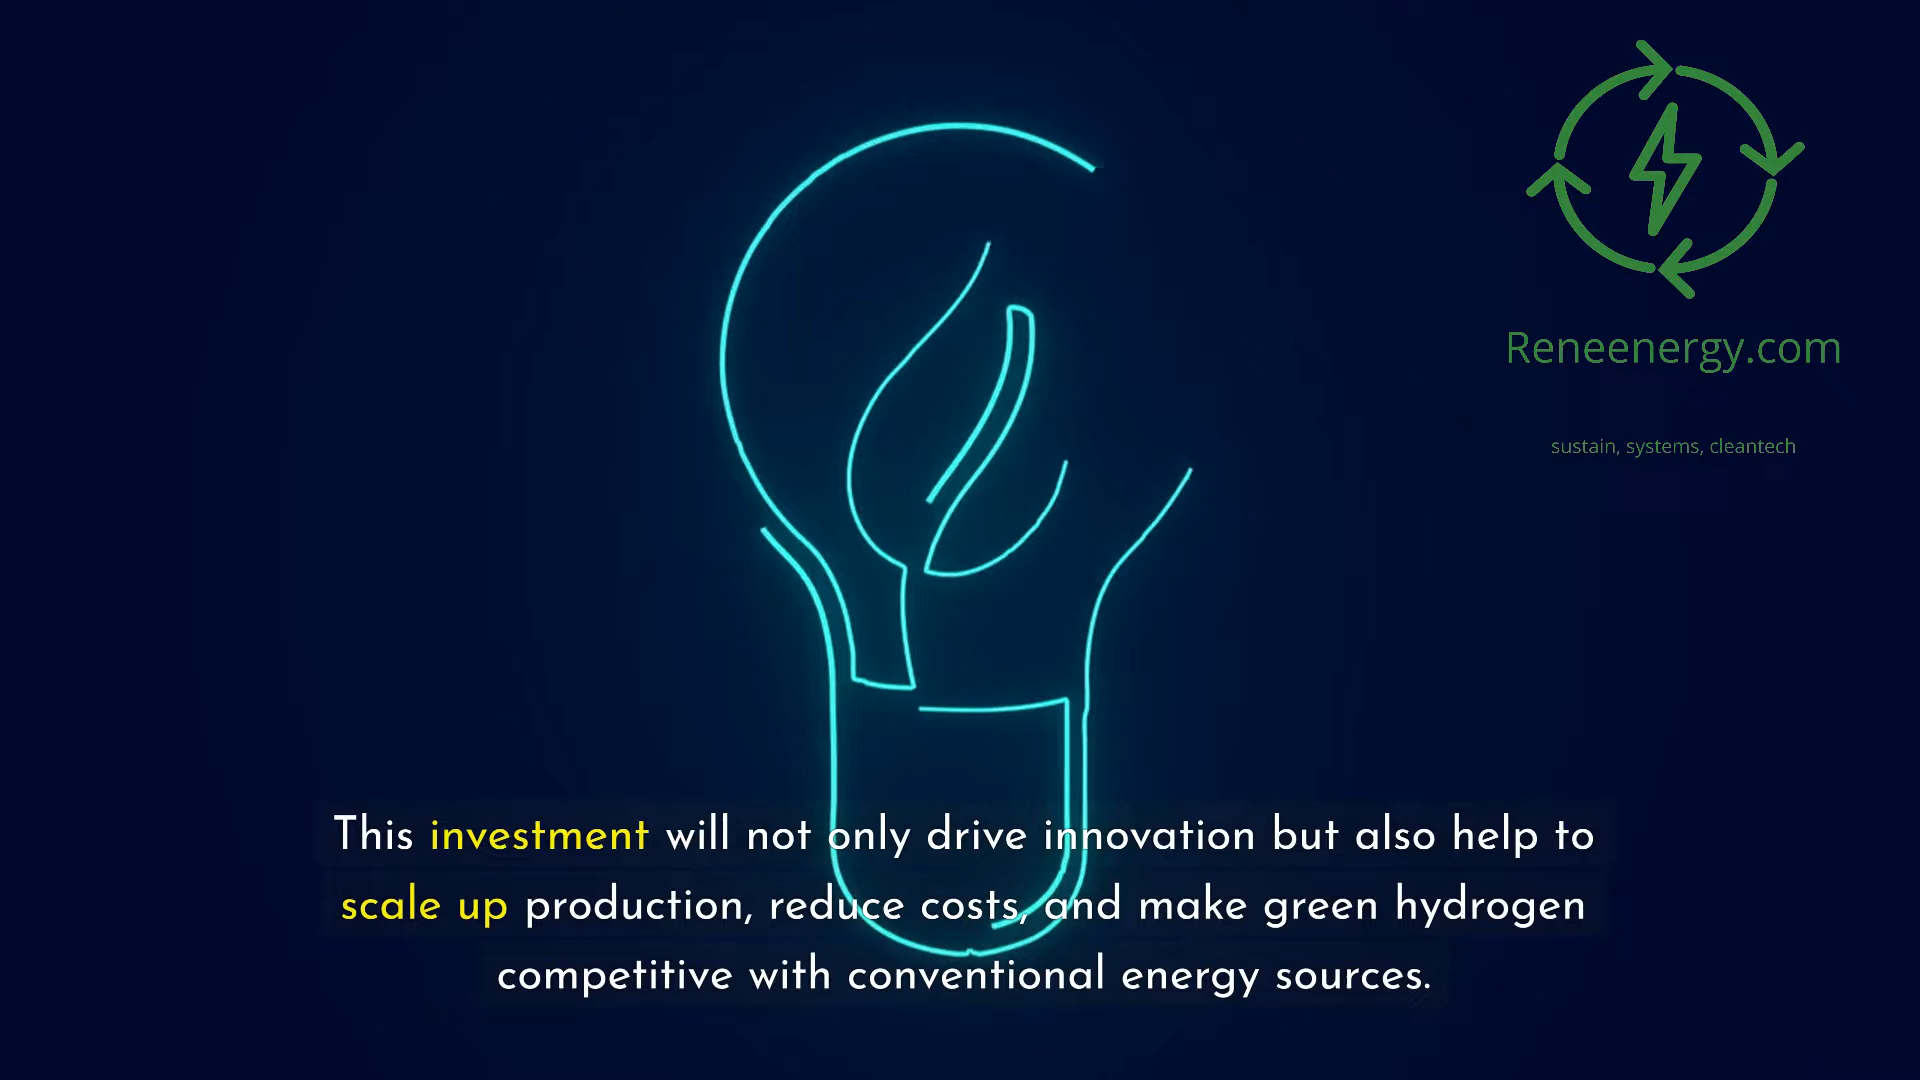 Reneenergy.com
sustain, systems, cleantech
This investment will not only drive innovation but also help to
scale up production, reduce costs, and make green hydrogen
competitive with conventional energy sources.